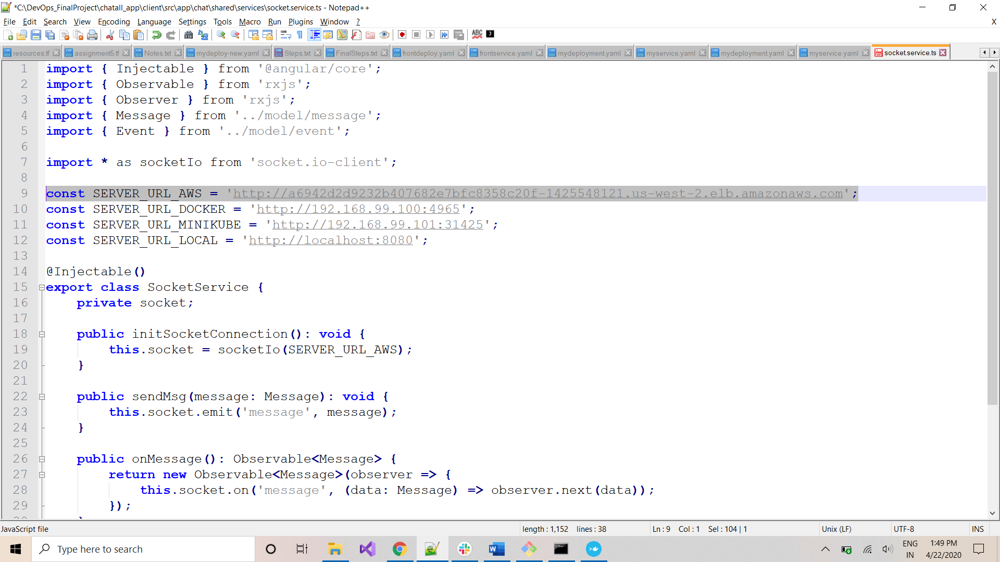 *C:\DevOps_FinalProject\chatall_app\client\src\app\chat\shared\services\socket.service.ts - Notepad++
File Edit Search View Encoding Language Settings Tools Macro Run Plugins Window ? X
resources.tf assignment5.tf Notes.txt mydeploy-new.yaml Steps.txt FinalSteps.txt frontdeploy.yaml frontservice.yaml mydeployment.yaml myservice.yaml mydeployment.yaml myservice.yaml socket.service.ts
1 import { Injectable } from '@angular/core';
2 import { Observable } from 'rxjs';
3 import { Observer } from 'rxjs';
4 import { Message } from '../model/message';
5 import { Event } from '../model/event';
6
7 import * as socketIo from 'socket.io-client';
8
9 const SERVER_URL_AWS = 'http://a6942d2d9232b407682e7bfc8358c20f-1425548121.us-west-2.elb.amazonaws.com';
10 const SERVER_URL_DOCKER = 'http://192.168.99.100:4965';
11 const SERVER_URL_MINIKUBE = 'http://192.168.99.101:31425';
12 const SERVER_URL_LOCAL = 'http://localhost:8080';
13
14 @Injectable()
15 export class SocketService {
16 private socket;
17
18 public initSocketConnection(): void {
19 this.socket = socketIo(SERVER_URL_AWS);
20 }
21
22 public sendMsg(message: Message): void {
23 this.socket.emit('message', message);
24 }
25
26 public onMessage(): Observable<Message> {
27 return new Observable<Message>(observer => {
28 this.socket.on('message', (data: Message) => observer.next(data));
29 });
JavaScript file length : 1,152 lines : 38 Ln : 9 Col : 1 Sel : 104 | 1 Unix (LF) UTF-8 INS
Type here to search ENG 1:49 PM
IN 4/22/2020